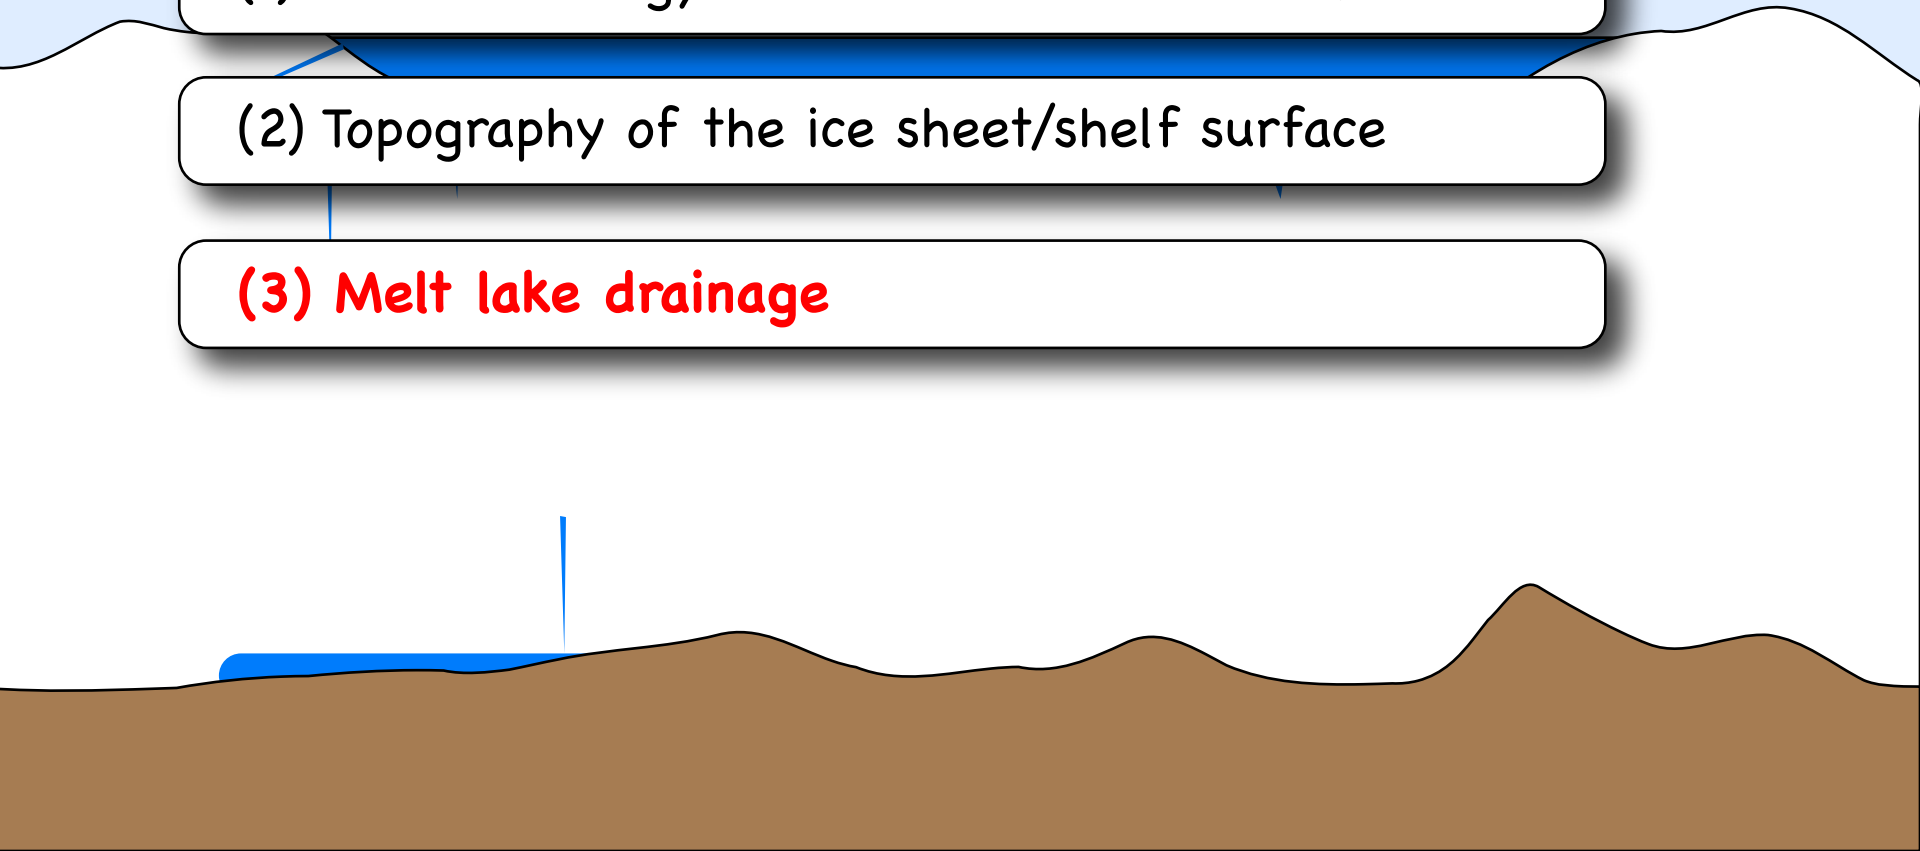 (2) Topography of the ice sheet/shelf surface
(3) Melt lake drainage